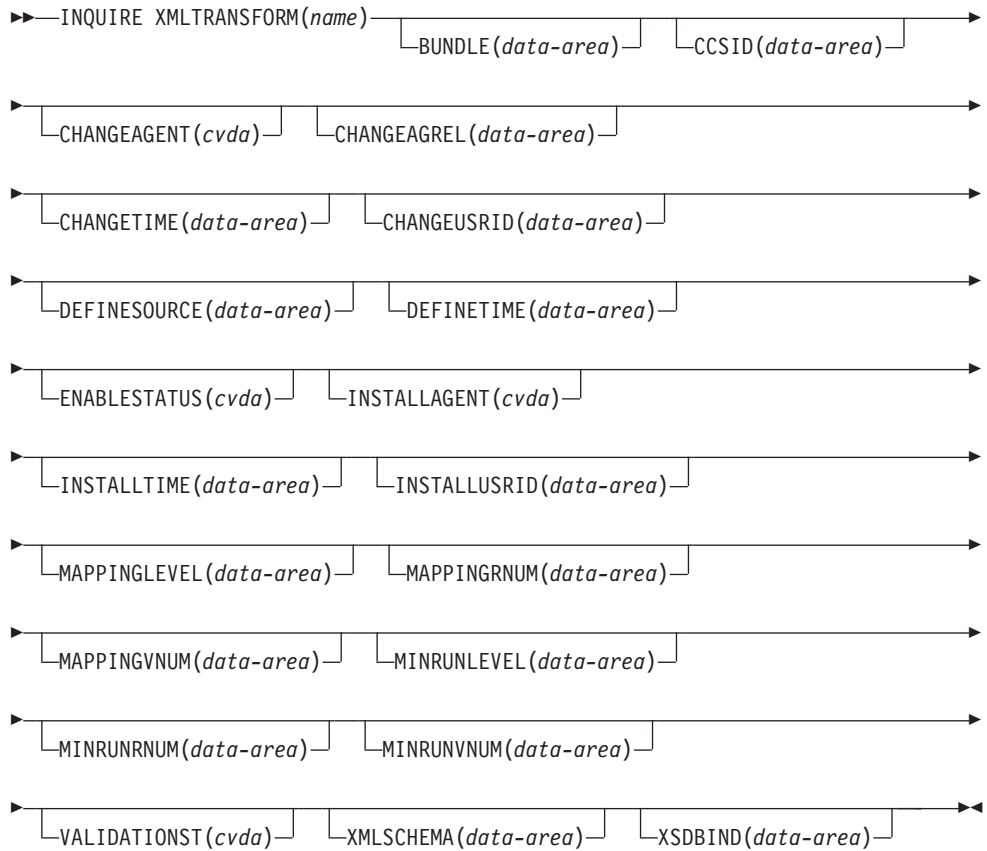 INQUIRE XMLTRANSFORM(name)
BUNDLE(data-area) CCSID(data-area)
CHANGEAGENT(cvda) CHANGEAGREL(data-area)
CHANGETIME(data-area) CHANGEUSRID(data-area)
DEFINESOURCE(data-area) DEFINETIME(data-area)
ENABLESTATUS(cvda) INSTALLAGENT(cvda)
INSTALLTIME(data-area) INSTALLUSRID(data-area)
MAPPINGLEVEL(data-area) MAPPINGRNUM(data-area)
MAPPINGVNUM(data-area) MINRUNLEVEL(data-area)
MINRUNRNUM(data-area) MINRUNVNUM(data-area)
VALIDATIONST(cvda) XMLSCHEMA(data-area) XSDBIND(data-area)